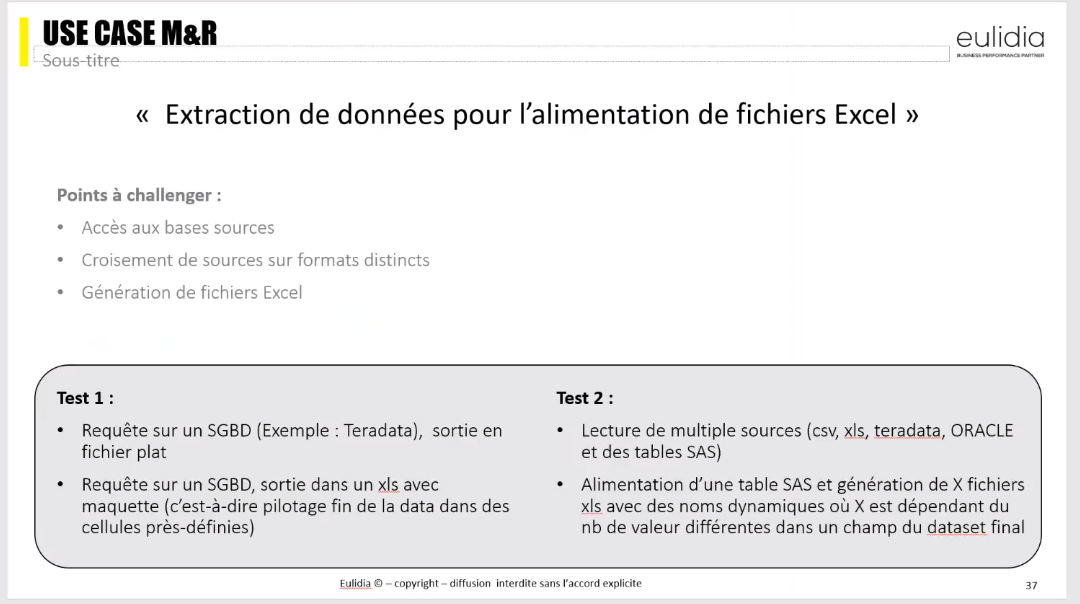 USE CASE M&R
Sous-titre
eulidia
BUSINESS PERFORMANCE PARTNER
« Extraction de données pour l’alimentation de fichiers Excel »
Points à challenger :
• Accès aux bases sources
• Croisement de sources sur formats distincts
• Génération de fichiers Excel
Test 1 :
• Requête sur un SGBD (Exemple : Teradata), sortie en
fichier plat
• Requête sur un SGBD, sortie dans un xls avec
maquette (c’est-à-dire pilotage fin de la data dans des
cellules près-définies)
Test 2 :
• Lecture de multiple sources (csv, xls, teradata, ORACLE
et des tables SAS)
• Alimentation d’une table SAS et génération de X fichiers
xls avec des noms dynamiques où X est dépendant du
nb de valeur différentes dans un champ du dataset final
Eulidia © – copyright – diffusion interdite sans l’accord explicite
37